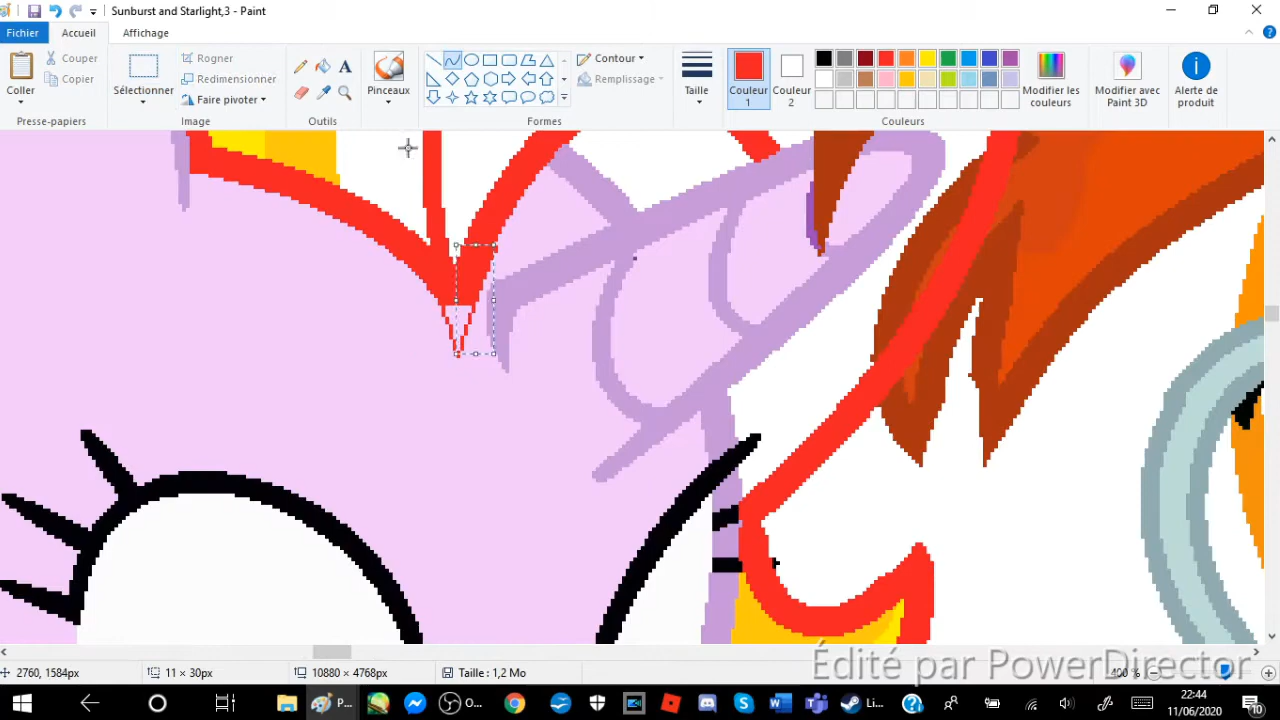 Sunburst and Starlight,3 - Paint
Fichier Accueil Affichage
Coller
Couper
Copier
Presse-papiers
Sélectionner
Rogner
Redimensionner
Faire pivoter
Image
Outils
Pinceaux
Contour
Remplissage
Formes
Taille
Couleur 1
Couleur 2
Modifier les couleurs
Couleurs
Modifier avec Paint 3D
Alerte de produit
Édité par PowerDirector
2760, 1584px 11 × 30px 10880 × 4768px Taille : 1,2 Mo 400 %
P... O... Li...
22:44
11/06/2020
10